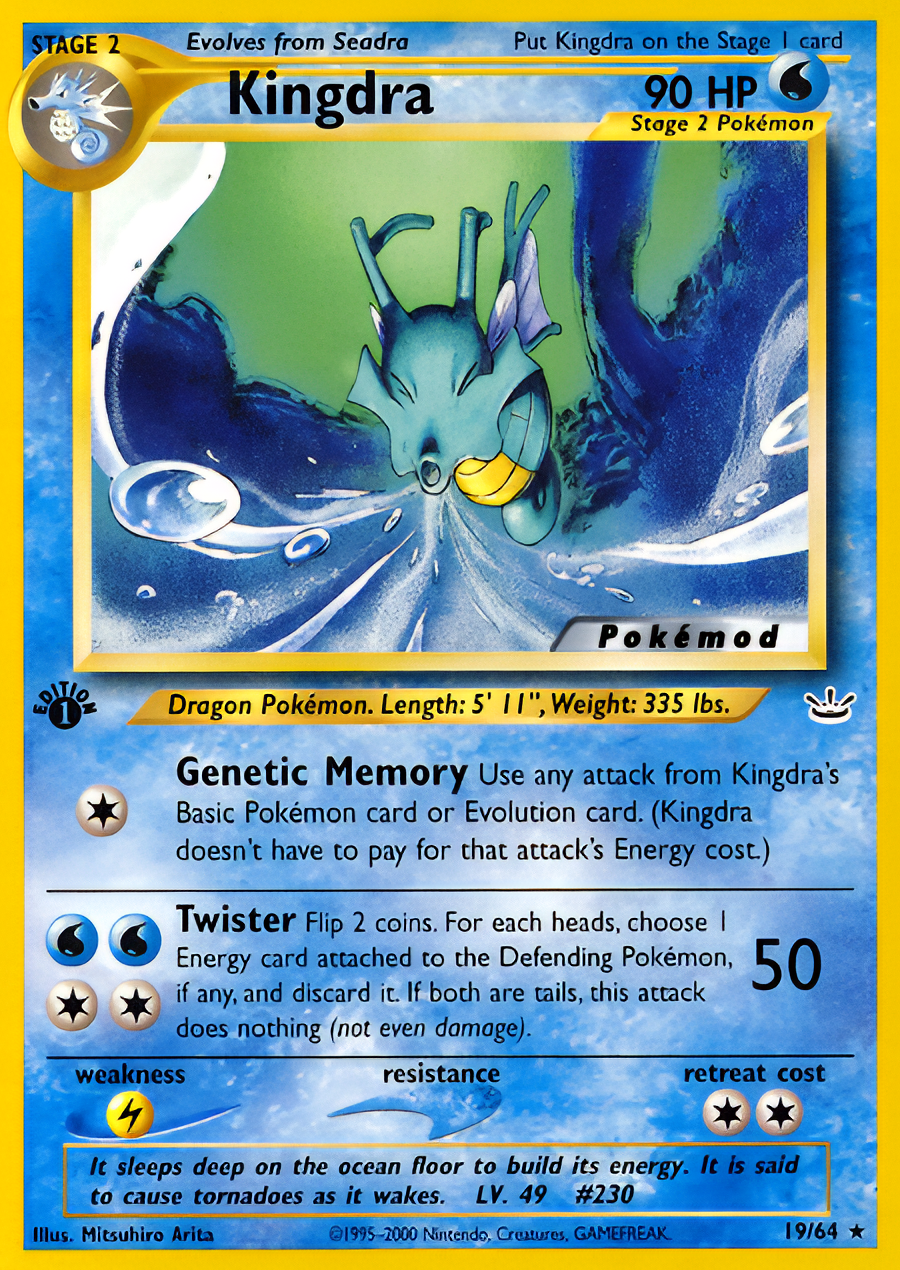 STAGE 2
Evolves from Seadra
Put Kingdra on the Stage 1 card
Kingdra
90 HP
Stage 2 Pokémon
Pokémod
EDITION
1
Dragon Pokémon. Length: 5' 11", Weight: 335 lbs.
Genetic Memory Use any attack from Kingdra's
Basic Pokémon card or Evolution card. (Kingdra
doesn't have to pay for that attack's Energy cost.)
Twister Flip 2 coins. For each heads, choose 1
Energy card attached to the Defending Pokémon,
if any, and discard it. If both are tails, this attack
does nothing (not even damage).
50
weakness
resistance
retreat cost
It sleeps deep on the ocean floor to build its energy. It is said
to cause tornadoes as it wakes. LV. 49 #230
Illus. Mitsuhiro Arita
©1995–2000 Nintendo, Creatures, GAMEFREAK.
19/64 ★